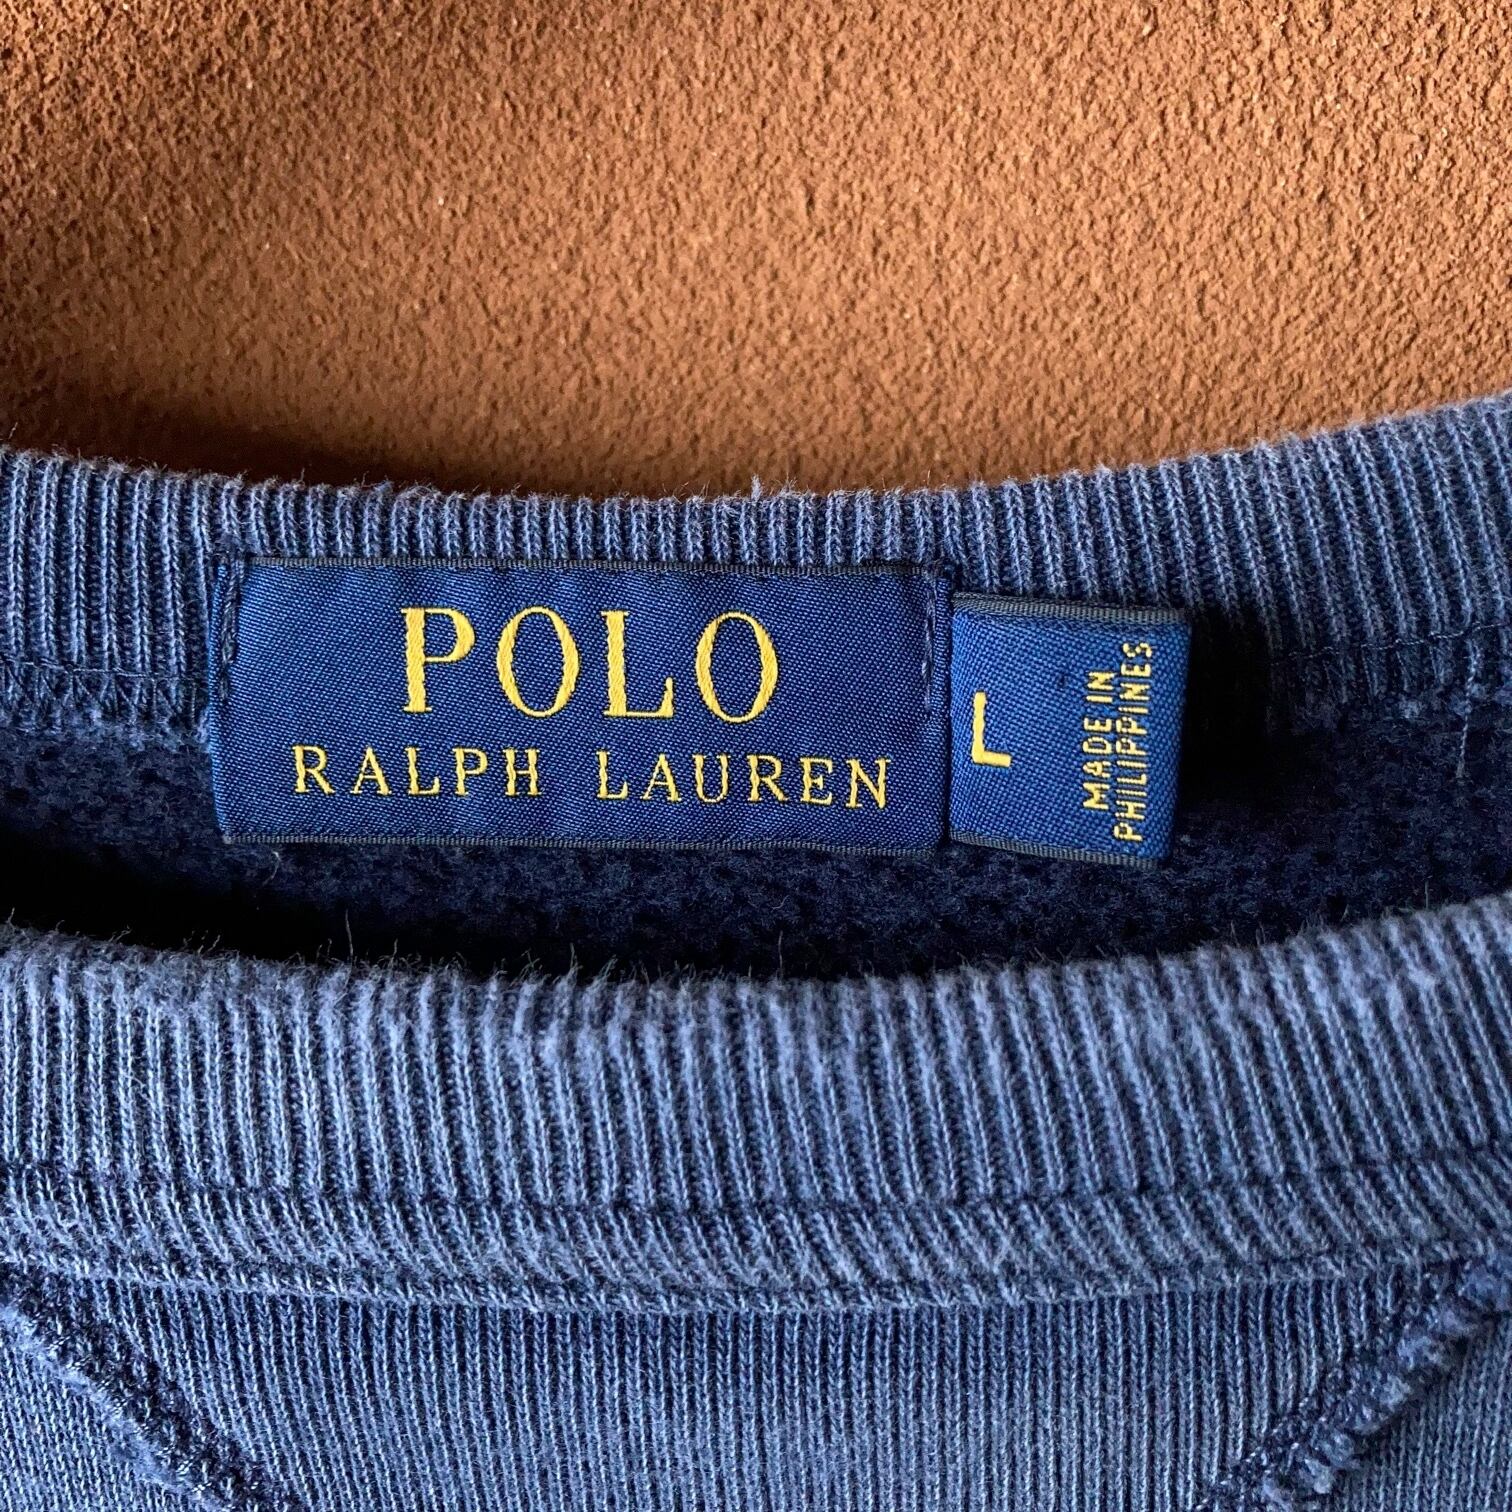 POLO
RALPH LAUREN
L
MADE IN
PHILIPPINES